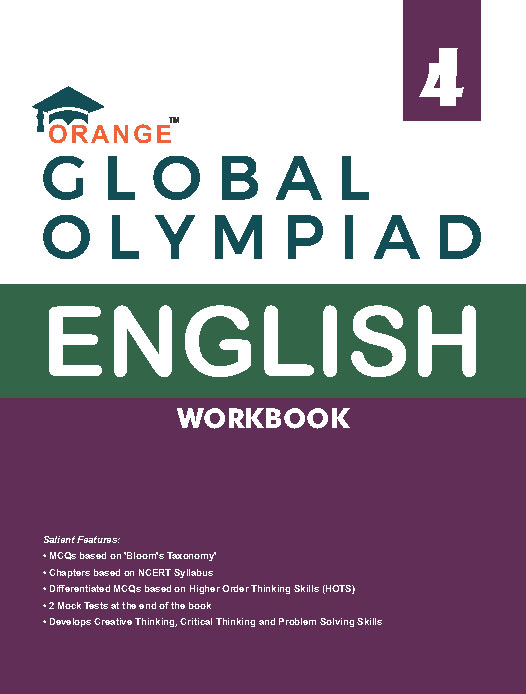 4
ORANGE™
GLOBAL
OLYMPIAD
ENGLISH
WORKBOOK
Salient Features:
• MCQs based on 'Bloom's Taxonomy'
• Chapters based on NCERT Syllabus
• Differentiated MCQs based on Higher Order Thinking Skills (HOTS)
• 2 Mock Tests at the end of the book
• Develops Creative Thinking, Critical Thinking and Problem Solving Skills